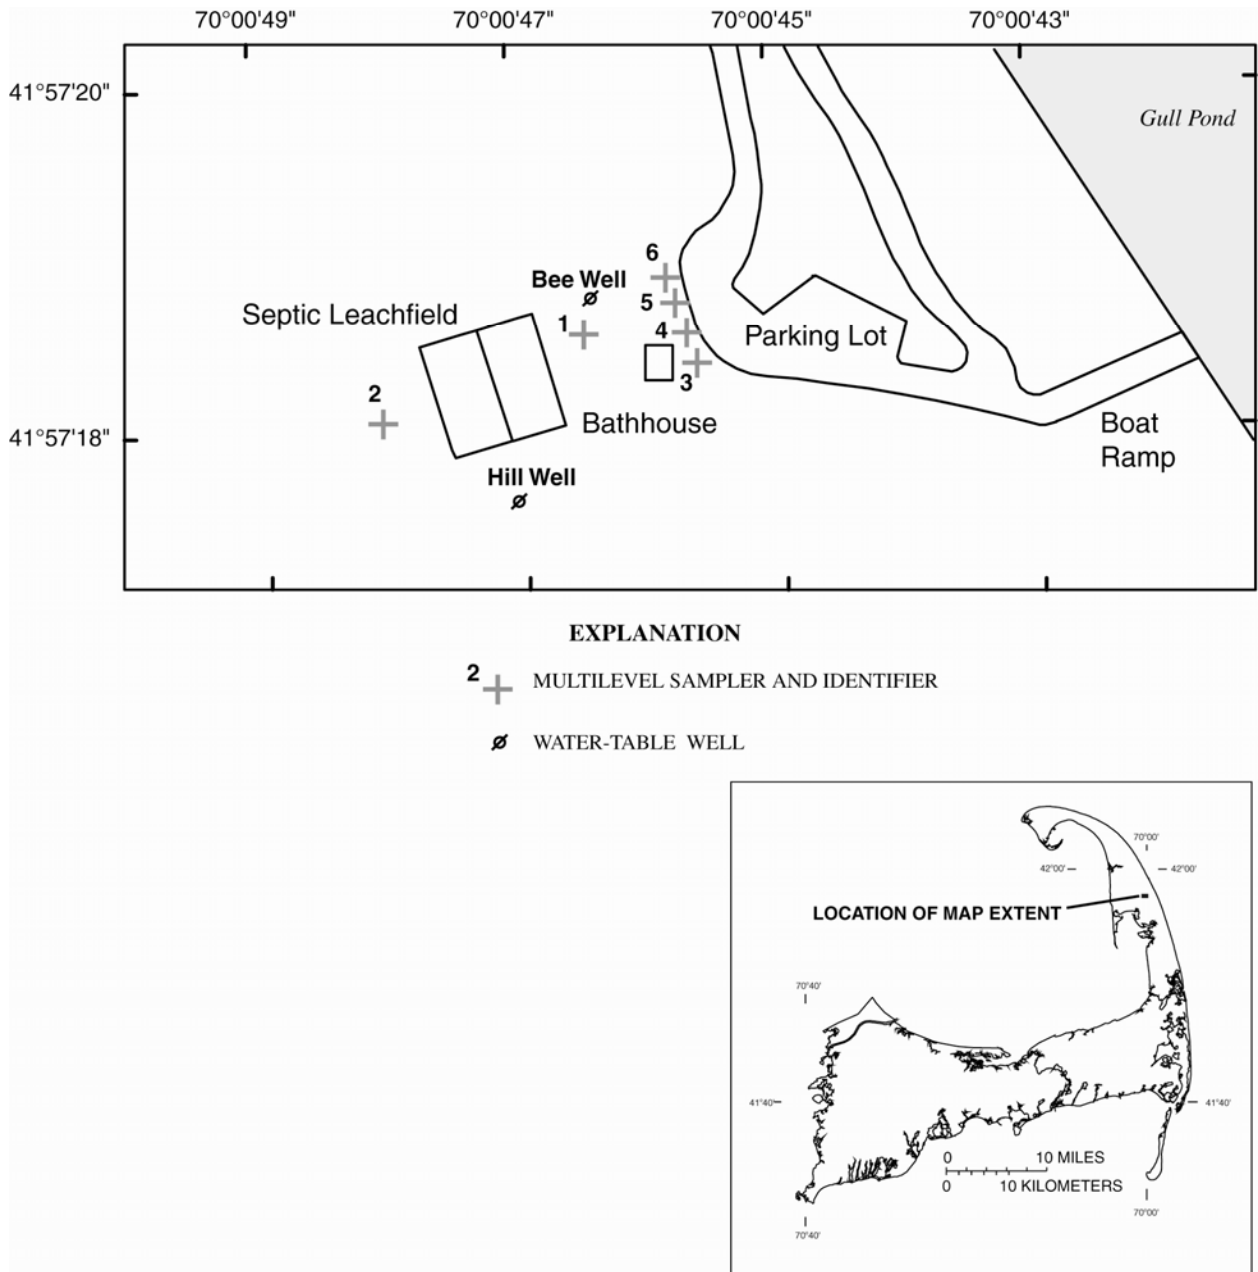 70°00'49" 70°00'47" 70°00'45" 70°00'43"
41°57'20"
Gull Pond
6
Bee Well
5
Septic Leachfield
1
4
Parking Lot
3
2
Bathhouse
Boat
Ramp
41°57'18"
Hill Well
EXPLANATION
2 MULTILEVEL SAMPLER AND IDENTIFIER
WATER-TABLE WELL
70°00'
42°00' 42°00'
LOCATION OF MAP EXTENT
70°40'
41°40' 41°40'
0 10 MILES
0 10 KILOMETERS
70°00'
70°40'